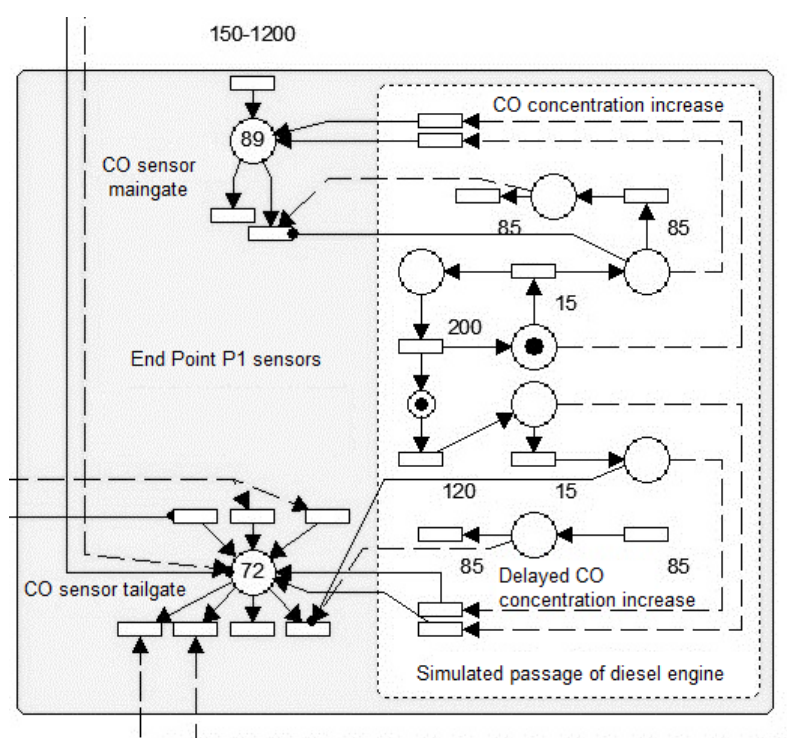 150-1200
CO concentration increase
89
CO sensor
maingate
85
85
15
200
End Point P1 sensors
120
15
72
85
85
CO sensor tailgate
Delayed CO
concentration increase
Simulated passage of diesel engine